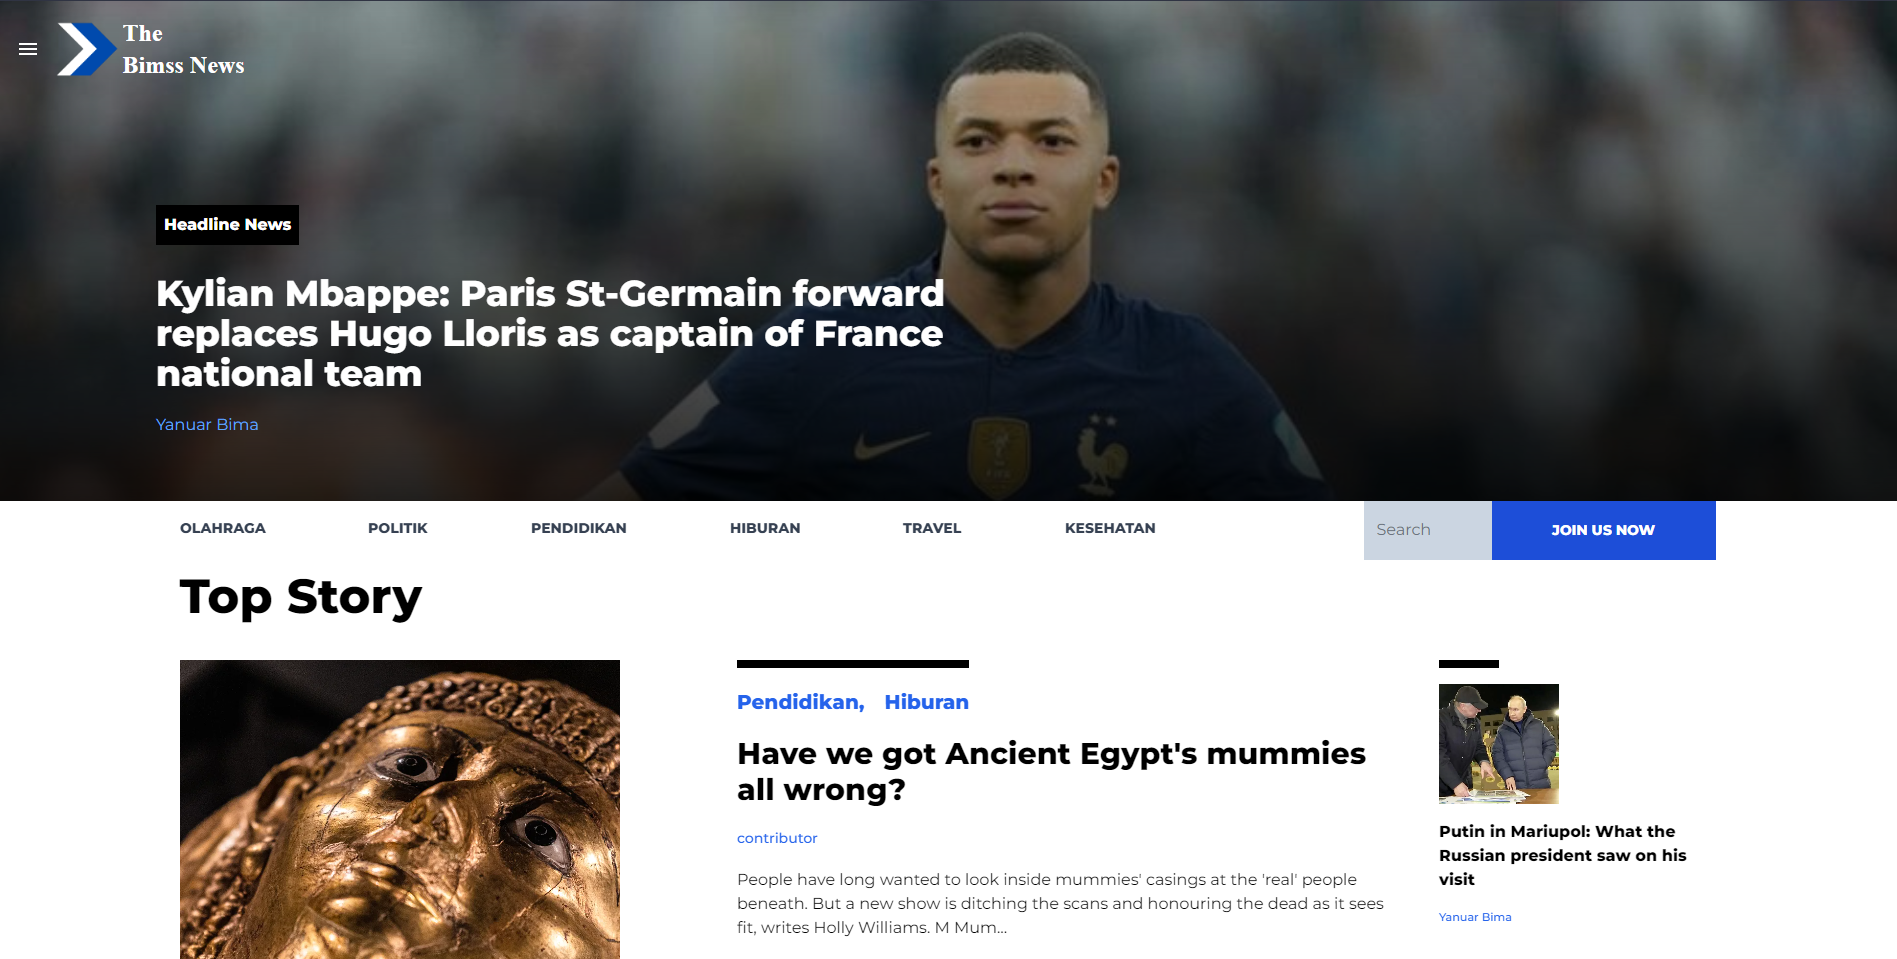 The
Bimss News
Headline News
Kylian Mbappe: Paris St-Germain forward
replaces Hugo Lloris as captain of France
national team
Yanuar Bima
OLAHRAGA
POLITIK
PENDIDIKAN
HIBURAN
TRAVEL
KESEHATAN
Search
JOIN US NOW
Top Story
Pendidikan, Hiburan
Have we got Ancient Egypt's mummies
all wrong?
contributor
People have long wanted to look inside mummies' casings at the 'real' people
beneath. But a new show is ditching the scans and honouring the dead as it sees
fit, writes Holly Williams. M Mum...
Putin in Mariupol: What the
Russian president saw on his
visit
Yanuar Bima